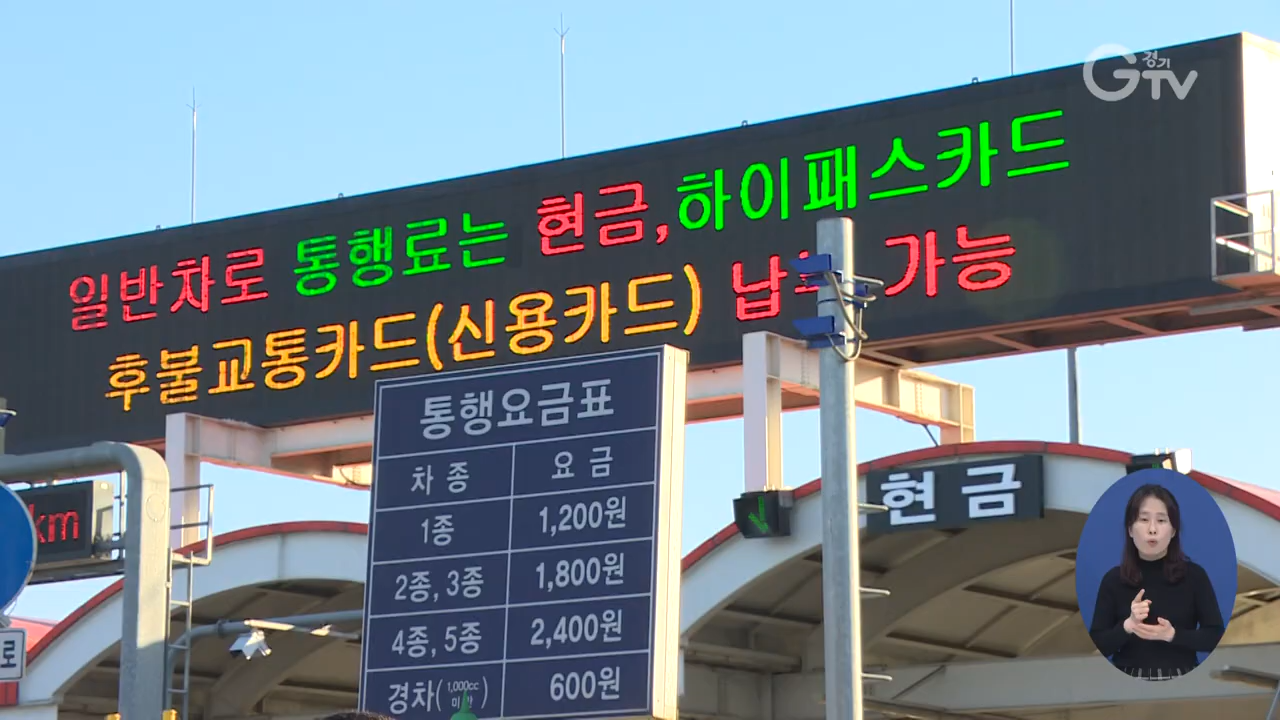 경기
GTV
일반차로 통행료는 현금,하이패스카드
후불교통카드(신용카드) 납 가능
통행요금표
차 종 요 금
1종 1,200원
2종, 3종 1,800원
4종, 5종 2,400원
경차(1,000cc ) 600원
현 금
km
로